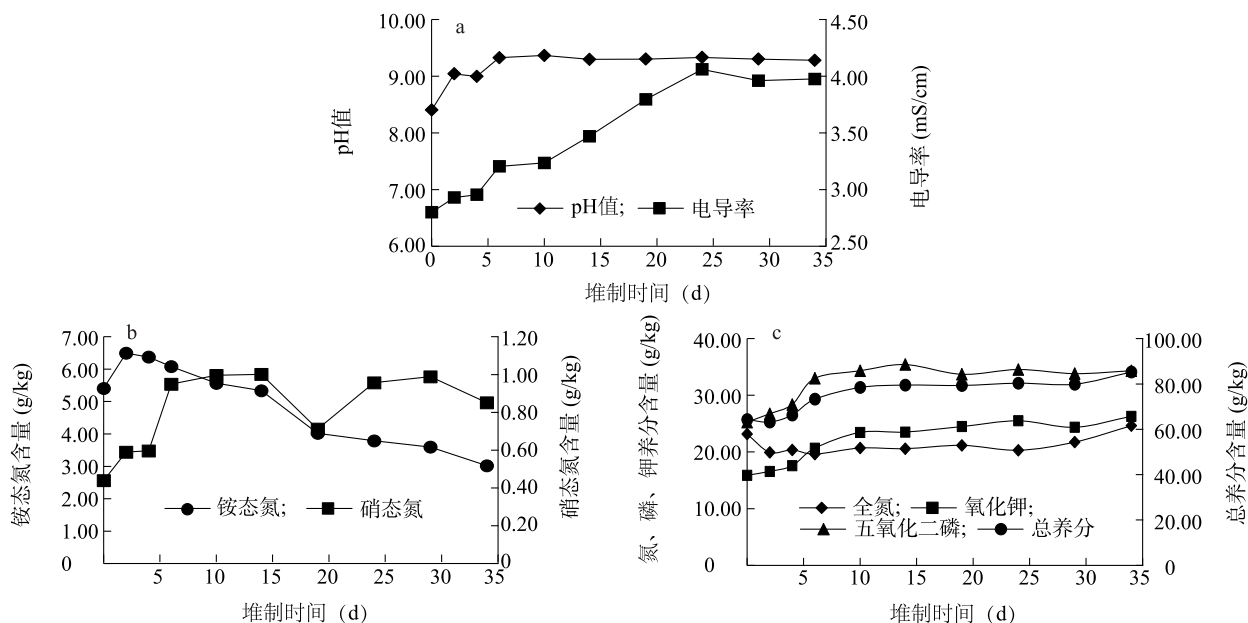 a
10.00
9.00
8.00
7.00
6.00
pH值
4.50
4.00
3.50
3.00
2.50
电导率 (mS/cm)
pH值; 电导率
0 5 10 15 20 25 30 35
堆制时间 (d)
b
7.00
6.00
5.00
4.00
3.00
2.00
1.00
0
铵态氮含量 (g/kg)
1.20
1.00
0.80
0.60
0.40
0.20
0
硝态氮含量 (g/kg)
铵态氮; 硝态氮
5 10 15 20 25 30 35
堆制时间 (d)
c
40.00
30.00
20.00
10.00
0
氮、磷、钾养分含量 (g/kg)
100.00
80.00
60.00
40.00
20.00
0
总养分含量 (g/kg)
全氮; 氧化钾;
五氧化二磷; 总养分
5 10 15 20 25 30 35
堆制时间 (d)